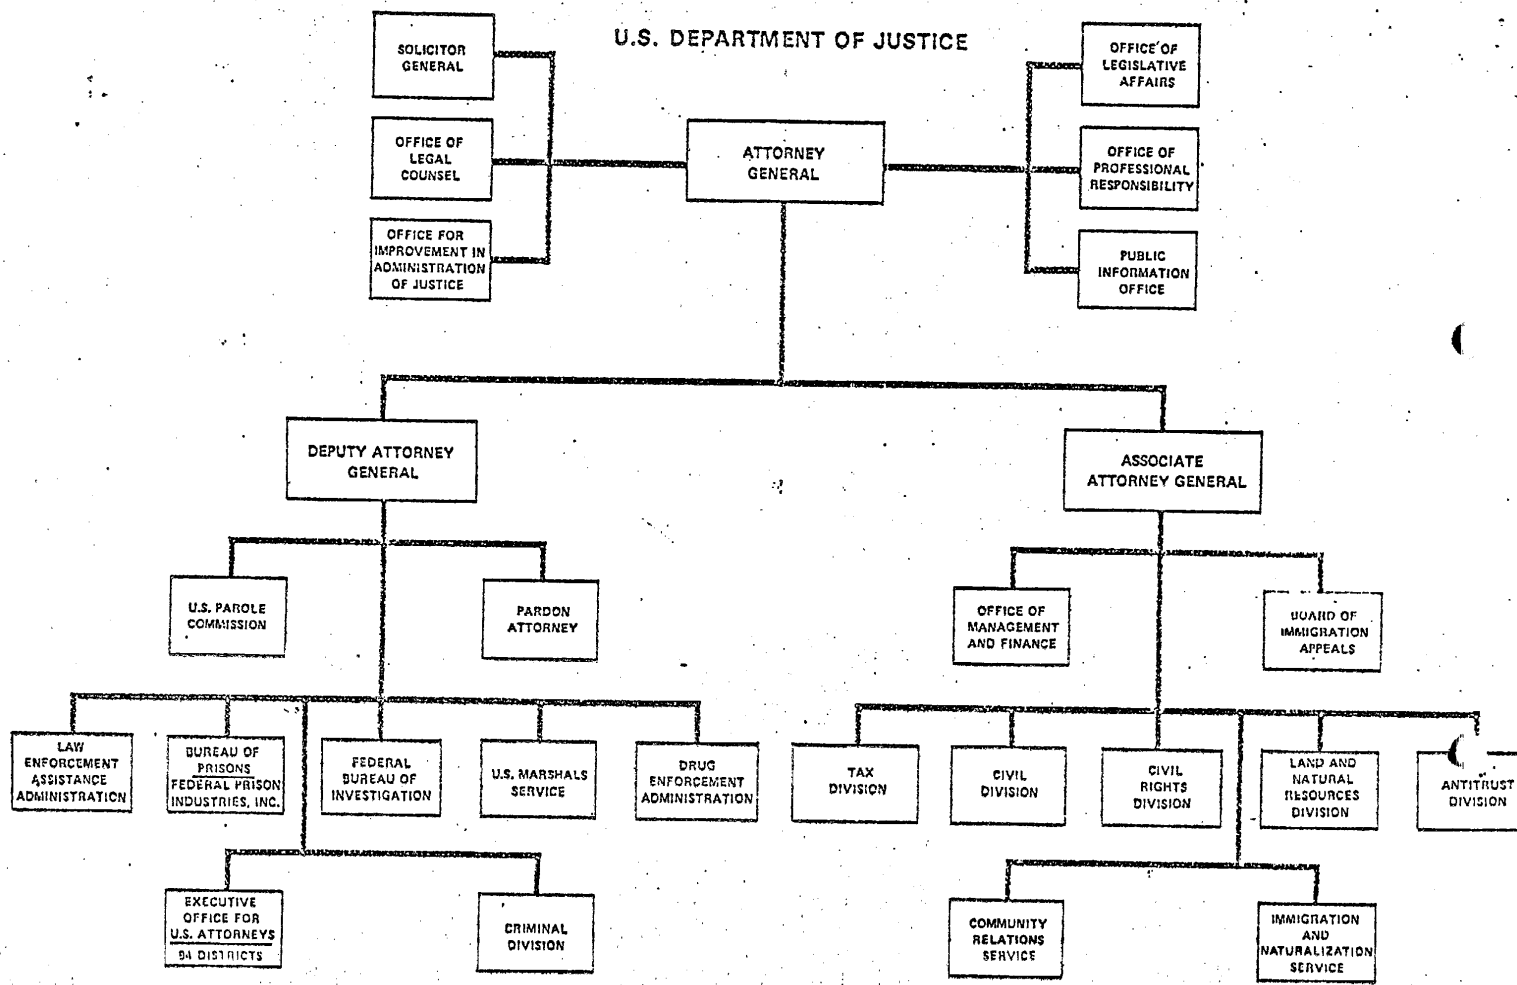 U.S. DEPARTMENT OF JUSTICE
SOLICITOR
GENERAL
OFFICE OF
LEGAL
COUNSEL
OFFICE FOR
IMPROVEMENT IN
ADMINISTRATION
OF JUSTICE
ATTORNEY
GENERAL
OFFICE OF
LEGISLATIVE
AFFAIRS
OFFICE OF
PROFESSIONAL
RESPONSIBILITY
PUBLIC
INFORMATION
OFFICE
DEPUTY ATTORNEY
GENERAL
ASSOCIATE
ATTORNEY GENERAL
U.S. PAROLE
COMMISSION
PARDON
ATTORNEY
OFFICE OF
MANAGEMENT
AND FINANCE
BOARD OF
IMMIGRATION
APPEALS
LAW
ENFORCEMENT
ASSISTANCE
ADMINISTRATION
BUREAU OF
PRISONS
FEDERAL PRISON
INDUSTRIES, INC.
FEDERAL
BUREAU OF
INVESTIGATION
U.S. MARSHALS
SERVICE
DRUG
ENFORCEMENT
ADMINISTRATION
TAX
DIVISION
CIVIL
DIVISION
CIVIL
RIGHTS
DIVISION
LAND AND
NATURAL
RESOURCES
DIVISION
ANTITRUST
DIVISION
EXECUTIVE
OFFICE FOR
U.S. ATTORNEYS
94 DISTRICTS
CRIMINAL
DIVISION
COMMUNITY
RELATIONS
SERVICE
IMMIGRATION
AND
NATURALIZATION
SERVICE